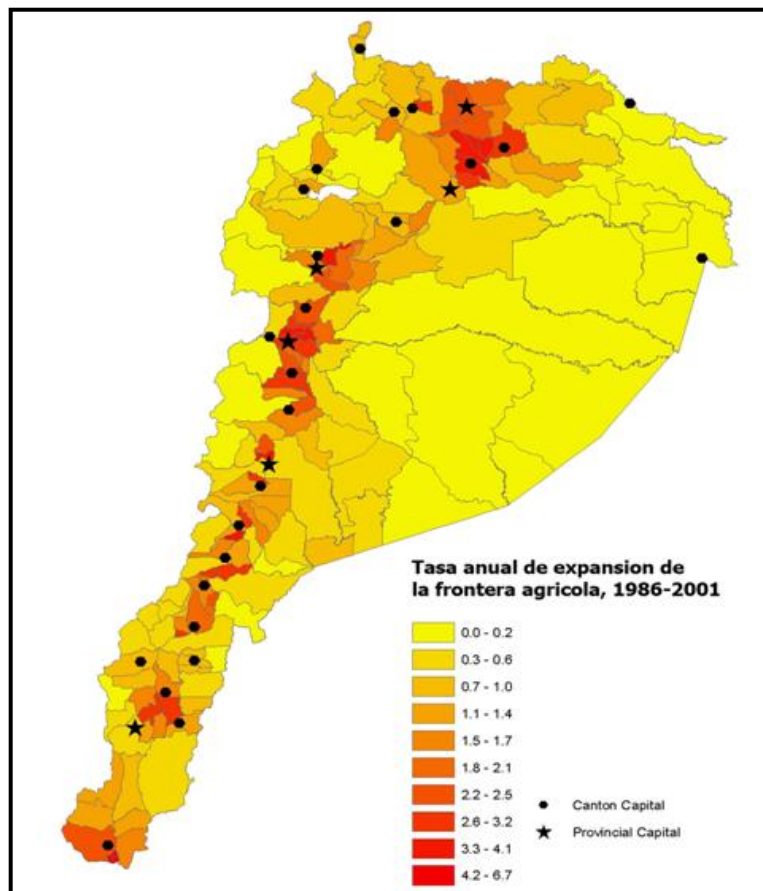 Tasa anual de expansion de
la frontera agricola, 1986-2001
0.0 - 0.2
0.3 - 0.6
0.7 - 1.0
1.1 - 1.4
1.5 - 1.7
1.8 - 2.1
2.2 - 2.5
2.6 - 3.2
3.3 - 4.1
4.2 - 6.7
Canton Capital
Provincial Capital